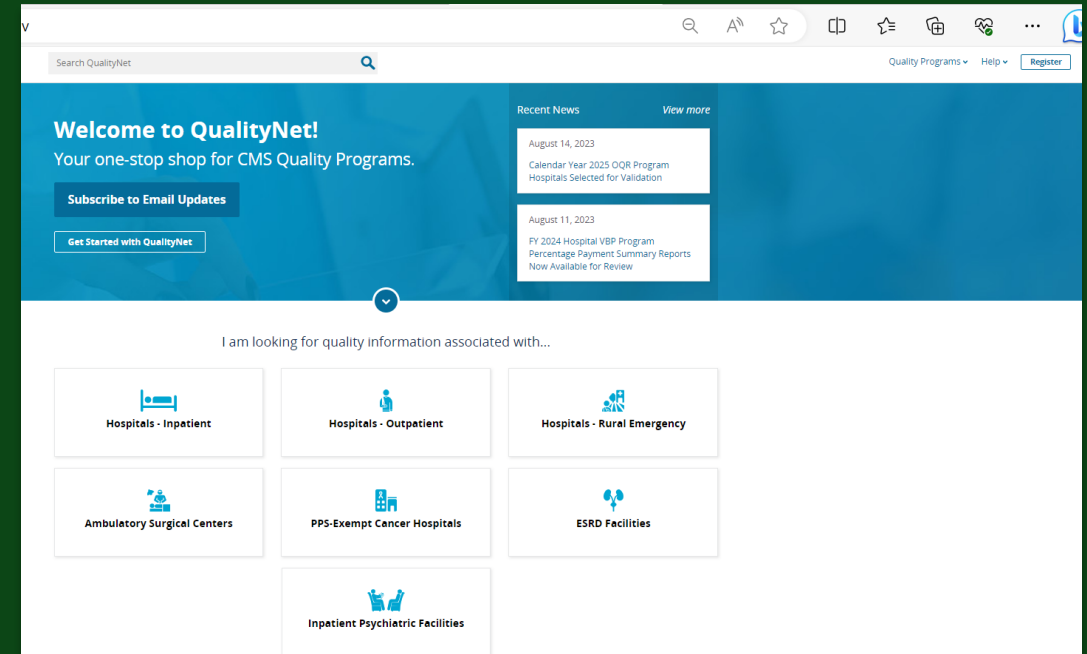 v
Search QualityNet
Quality Programs
Help
Register
Welcome to QualityNet!
Your one-stop shop for CMS Quality Programs.
Subscribe to Email Updates
Get Started with QualityNet
Recent News
View more
August 14, 2023
Calendar Year 2025 OQR Program
Hospitals Selected for Validation
August 11, 2023
FY 2024 Hospital VBP Program
Percentage Payment Summary Reports
Now Available for Review
I am looking for quality information associated with...
Hospitals - Inpatient
Hospitals - Outpatient
Hospitals - Rural Emergency
Ambulatory Surgical Centers
PPS-Exempt Cancer Hospitals
ESRD Facilities
Inpatient Psychiatric Facilities